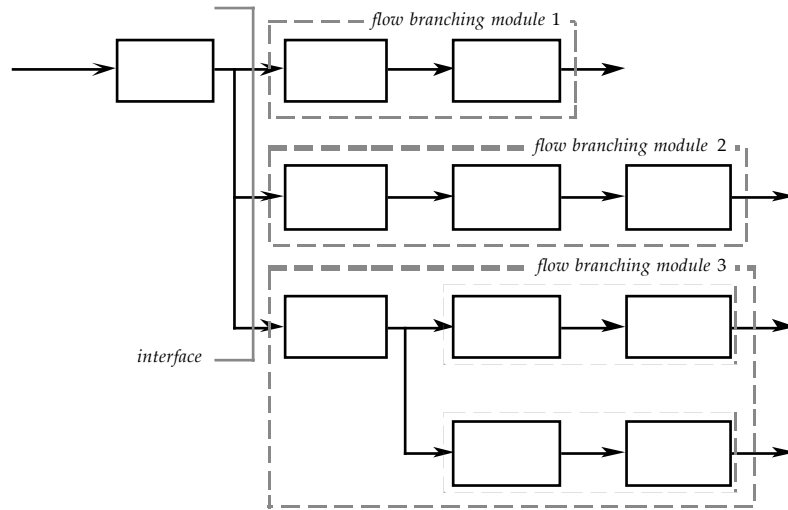 flow branching module 1
flow branching module 2
flow branching module 3
interface